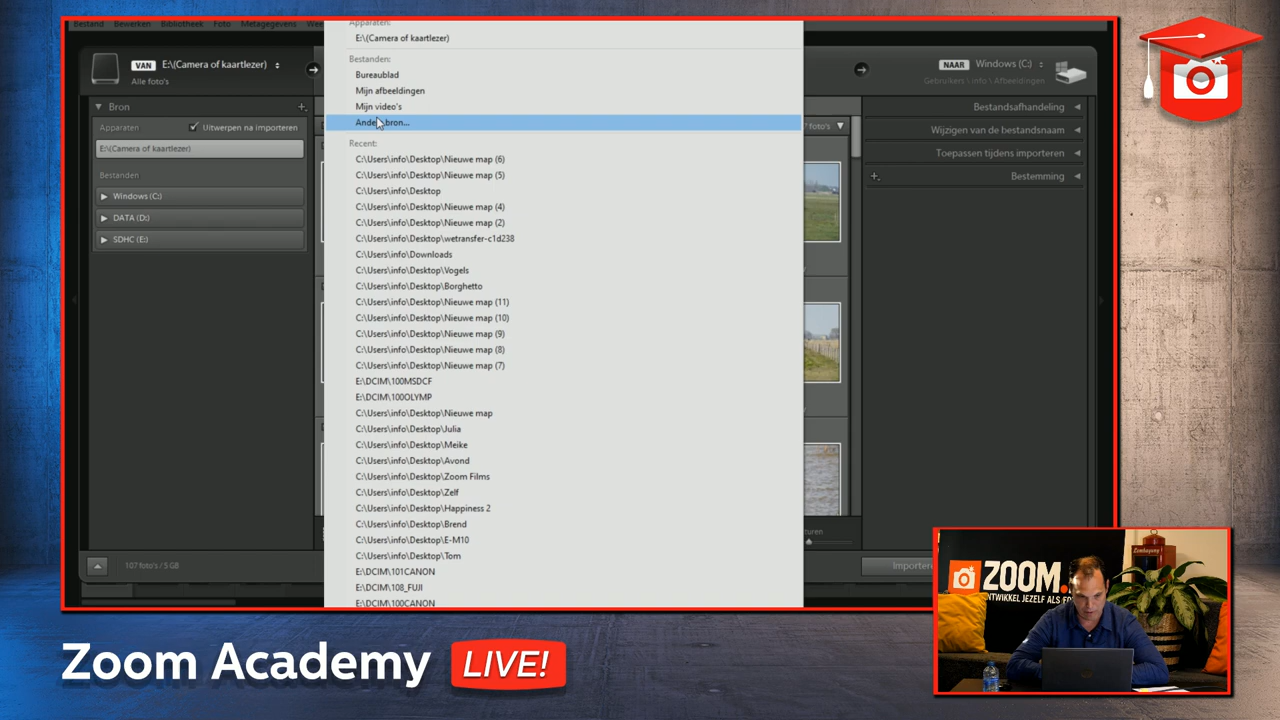 Bestand Bewerken Bibliotheek Foto Metagegevens Wee
Apparaten:
E:\(Camera of kaartlezer)
Bestanden:
Bureaublad
Mijn afbeeldingen
Mijn video's
bron...
Recent:
C:\Users\info\Desktop\Nieuwe map (6)
C:\Users\info\Desktop\Nieuwe map (5)
C:\Users\info\Desktop
C:\Users\info\Desktop\Nieuwe map (4)
C:\Users\info\Desktop\Nieuwe map (2)
C:\Users\info\Desktop\wetransfer-c1d238
C:\Users\info\Downloads
C:\Users\info\Desktop\Vogels
C:\Users\info\Desktop\Borghetto
C:\Users\info\Desktop\Nieuwe map (11)
C:\Users\info\Desktop\Nieuwe map (10)
C:\Users\info\Desktop\Nieuwe map (9)
C:\Users\info\Desktop\Nieuwe map (8)
C:\Users\info\Desktop\Nieuwe map (7)
E:\DCIM\100MSDCF
E:\DCIM\100OLYMP
C:\Users\info\Desktop\Nieuwe map
C:\Users\info\Desktop\Julia
C:\Users\info\Desktop\Meike
C:\Users\info\Desktop\Avond
C:\Users\info\Desktop\Zoom Films
C:\Users\info\Desktop\Zelf
C:\Users\info\Desktop\Happiness 2
C:\Users\info\Desktop\Brend
C:\Users\info\Desktop\E-M10
C:\Users\info\Desktop\Tom
E:\DCIM\101CANON
E:\DCIM\108_FUJI
E:\DCIM\100CANON
VAN E:\(Camera of kaartlezer)
Alle foto's
Bron
Apparaten Uitwerpen na importeren
E:\(Camera of kaartlezer)
Bestanden
Windows (C:)
DATA (D:)
SDHC (E:)
107 foto's / 5 GB
7 foto's
turen
NAAR Windows (C:)
Gebruikers \ info \ Afbeeldingen
Bestandsafhandeling
Wijzigen van de bestandsnaam
Toepassen tijdens importeren
Bestemming
Importeren
ZOOM.
ONTWIKKEL JEZELF ALS FO
Zoom Academy LIVE!